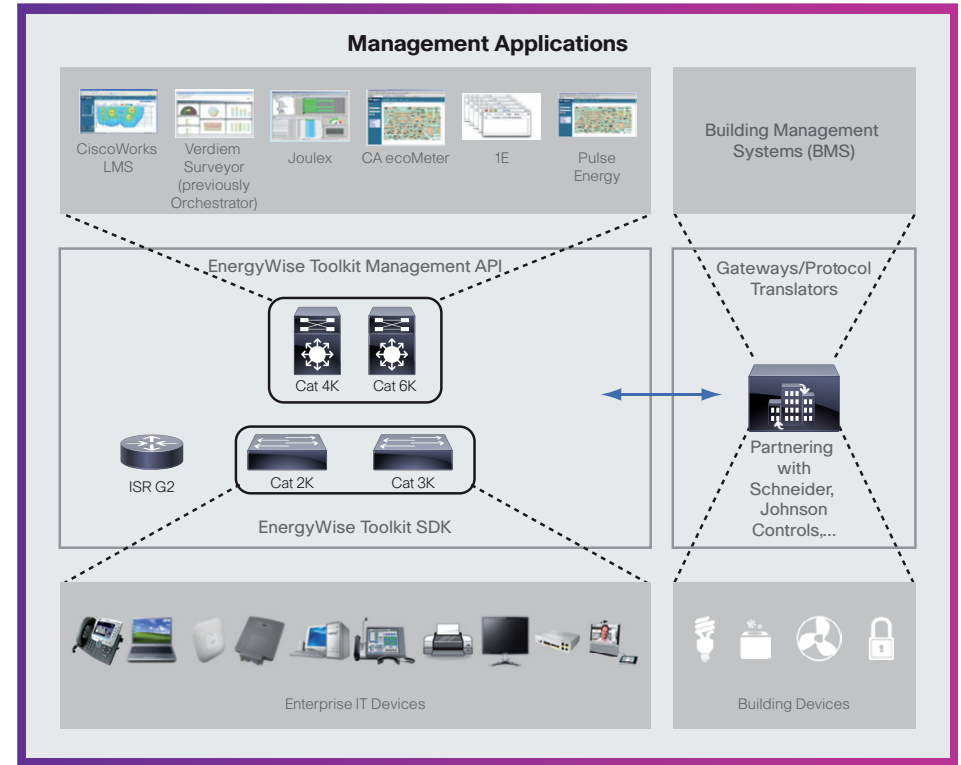 Management Applications
CiscoWorks
LMS
Verdiem
Surveyor
(previously
Orchestrator)
Joulex
CA ecoMeter
1E
Pulse
Energy
Building Management
Systems (BMS)
EnergyWise Toolkit Management API
Gateways/Protocol
Translators
Cat 4K
Cat 6K
ISR G2
Cat 2K
Cat 3K
Partnering
with
Schneider,
Johnson
Controls,...
EnergyWise Toolkit SDK
Enterprise IT Devices
Building Devices